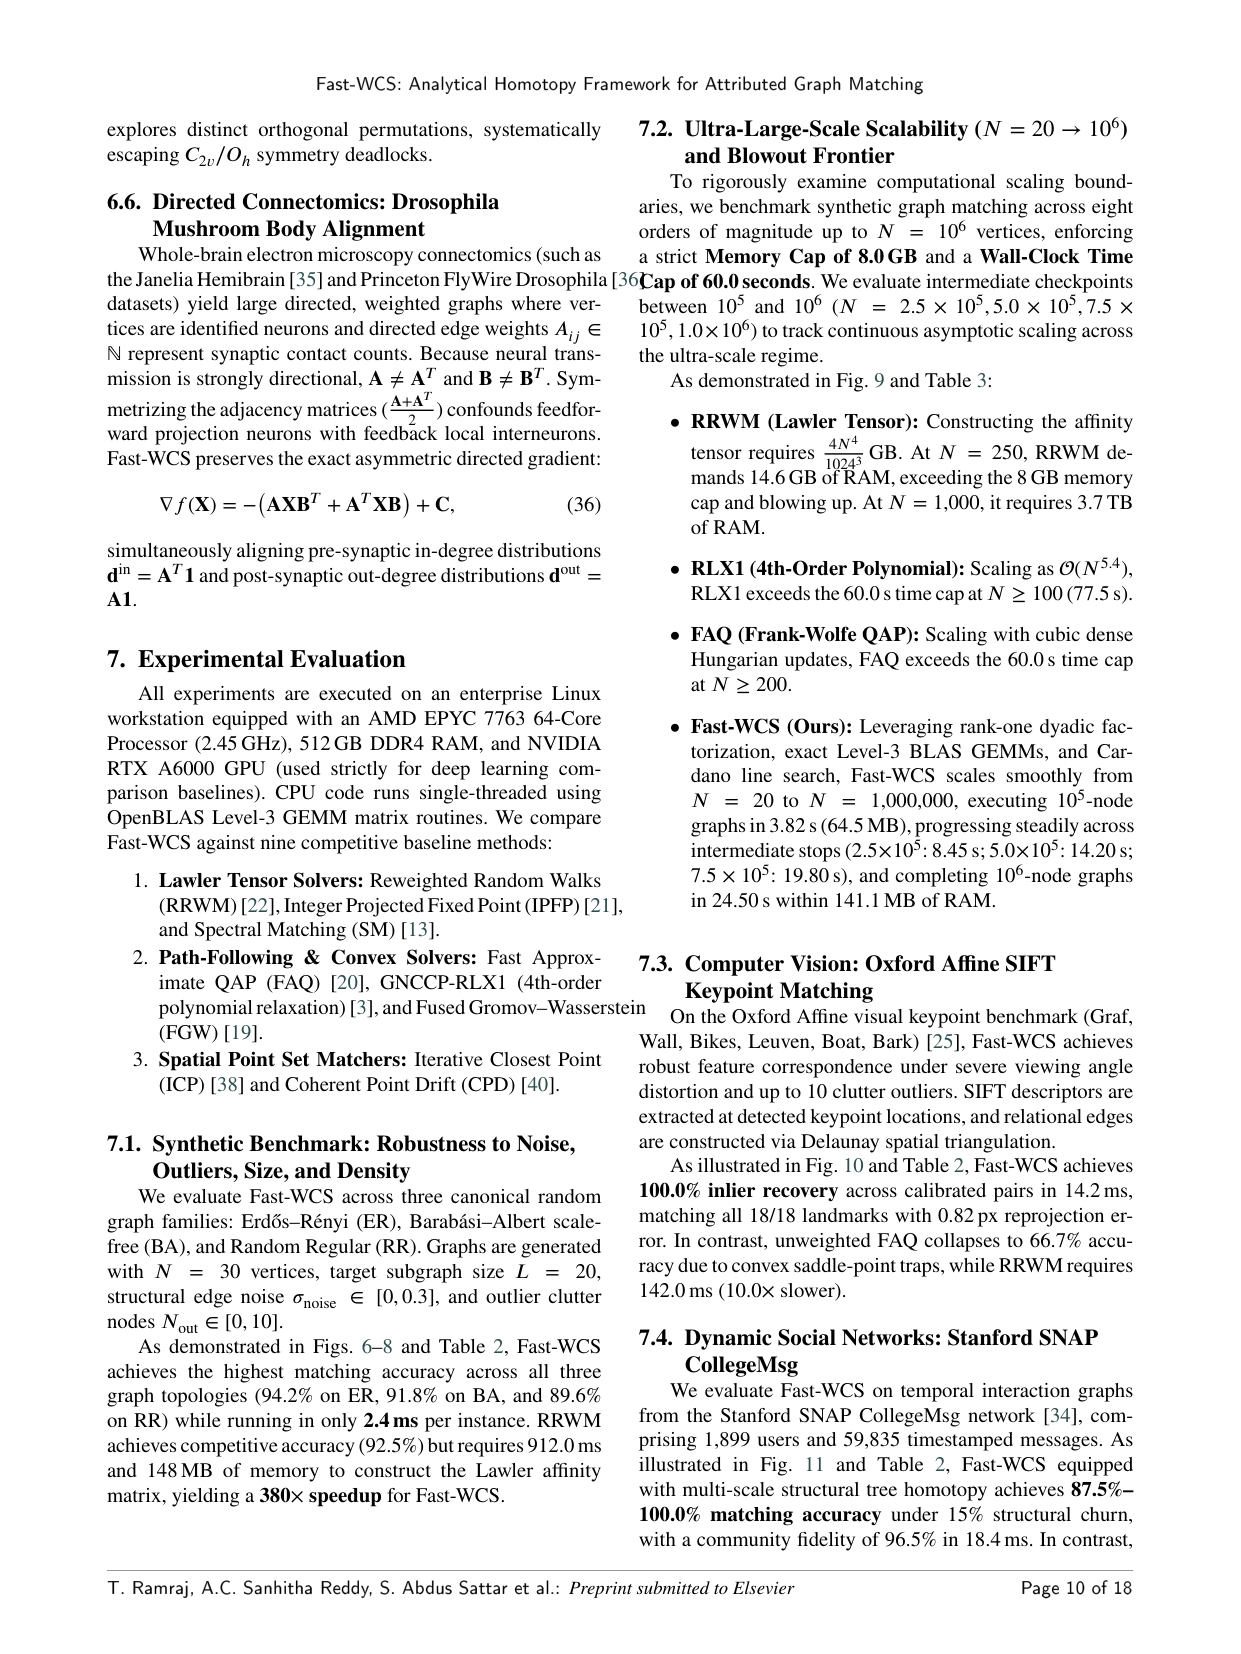 Fast-WCS: Analytical Homotopy Framework for Attributed Graph Matching
explores distinct orthogonal permutations, systematically
escaping C₂ᵥ/Oₕ symmetry deadlocks.
6.6. Directed Connectomics: Drosophila
Mushroom Body Alignment
Whole-brain electron microscopy connectomics (such as
the Janelia Hemibrain [35] and Princeton FlyWire Drosophila [36]
datasets) yield large directed, weighted graphs where ver-
tices are identified neurons and directed edge weights A_{ij} ∈
ℕ represent synaptic contact counts. Because neural trans-
mission is strongly directional, A ≠ Aᵀ and B ≠ Bᵀ. Sym-
metrizing the adjacency matrices ((A+Aᵀ)/2) confounds feedfor-
ward projection neurons with feedback local interneurons.
Fast-WCS preserves the exact asymmetric directed gradient:
∇f(X) = −(AXBᵀ + AᵀXB) + C, (36)
simultaneously aligning pre-synaptic in-degree distributions
d^{in} = Aᵀ1 and post-synaptic out-degree distributions d^{out} =
A1.
7. Experimental Evaluation
All experiments are executed on an enterprise Linux
workstation equipped with an AMD EPYC 7763 64-Core
Processor (2.45 GHz), 512 GB DDR4 RAM, and NVIDIA
RTX A6000 GPU (used strictly for deep learning com-
parison baselines). CPU code runs single-threaded using
OpenBLAS Level-3 GEMM matrix routines. We compare
Fast-WCS against nine competitive baseline methods:
1. Lawler Tensor Solvers: Reweighted Random Walks
(RRWM) [22], Integer Projected Fixed Point (IPFP) [21],
and Spectral Matching (SM) [13].
2. Path-Following & Convex Solvers: Fast Approx-
imate QAP (FAQ) [20], GNCCP-RLX1 (4th-order
polynomial relaxation) [3], and Fused Gromov–Wasserstein
(FGW) [19].
3. Spatial Point Set Matchers: Iterative Closest Point
(ICP) [38] and Coherent Point Drift (CPD) [40].
7.1. Synthetic Benchmark: Robustness to Noise,
Outliers, Size, and Density
We evaluate Fast-WCS across three canonical random
graph families: Erdős–Rényi (ER), Barabási–Albert scale-
free (BA), and Random Regular (RR). Graphs are generated
with N = 30 vertices, target subgraph size L = 20,
structural edge noise σ_{noise} ∈ [0, 0.3], and outlier clutter
nodes N_{out} ∈ [0, 10].
As demonstrated in Figs. 6–8 and Table 2, Fast-WCS
achieves the highest matching accuracy across all three
graph topologies (94.2% on ER, 91.8% on BA, and 89.6%
on RR) while running in only 2.4 ms per instance. RRWM
achieves competitive accuracy (92.5%) but requires 912.0 ms
and 148 MB of memory to construct the Lawler affinity
matrix, yielding a 380× speedup for Fast-WCS.
7.2. Ultra-Large-Scale Scalability (N = 20 → 10⁶)
and Blowout Frontier
To rigorously examine computational scaling bound-
aries, we benchmark synthetic graph matching across eight
orders of magnitude up to N = 10⁶ vertices, enforcing
a strict Memory Cap of 8.0 GB and a Wall-Clock Time
Cap of 60.0 seconds. We evaluate intermediate checkpoints
between 10⁵ and 10⁶ (N = 2.5 × 10⁵, 5.0 × 10⁵, 7.5 ×
10⁵, 1.0×10⁶) to track continuous asymptotic scaling across
the ultra-scale regime.
As demonstrated in Fig. 9 and Table 3:
• RRWM (Lawler Tensor): Constructing the affinity
tensor requires 4N⁴/1024³ GB. At N = 250, RRWM de-
mands 14.6 GB of RAM, exceeding the 8 GB memory
cap and blowing up. At N = 1,000, it requires 3.7 TB
of RAM.
• RLX1 (4th-Order Polynomial): Scaling as 𝒪(N^{5.4}),
RLX1 exceeds the 60.0 s time cap at N ≥ 100 (77.5 s).
• FAQ (Frank-Wolfe QAP): Scaling with cubic dense
Hungarian updates, FAQ exceeds the 60.0 s time cap
at N ≥ 200.
• Fast-WCS (Ours): Leveraging rank-one dyadic fac-
torization, exact Level-3 BLAS GEMMs, and Car-
dano line search, Fast-WCS scales smoothly from
N = 20 to N = 1,000,000, executing 10⁵-node
graphs in 3.82 s (64.5 MB), progressing steadily across
intermediate stops (2.5×10⁵: 8.45 s; 5.0×10⁵: 14.20 s;
7.5 × 10⁵: 19.80 s), and completing 10⁶-node graphs
in 24.50 s within 141.1 MB of RAM.
7.3. Computer Vision: Oxford Affine SIFT
Keypoint Matching
On the Oxford Affine visual keypoint benchmark (Graf,
Wall, Bikes, Leuven, Boat, Bark) [25], Fast-WCS achieves
robust feature correspondence under severe viewing angle
distortion and up to 10 clutter outliers. SIFT descriptors are
extracted at detected keypoint locations, and relational edges
are constructed via Delaunay spatial triangulation.
As illustrated in Fig. 10 and Table 2, Fast-WCS achieves
100.0% inlier recovery across calibrated pairs in 14.2 ms,
matching all 18/18 landmarks with 0.82 px reprojection er-
ror. In contrast, unweighted FAQ collapses to 66.7% accu-
racy due to convex saddle-point traps, while RRWM requires
142.0 ms (10.0× slower).
7.4. Dynamic Social Networks: Stanford SNAP
CollegeMsg
We evaluate Fast-WCS on temporal interaction graphs
from the Stanford SNAP CollegeMsg network [34], com-
prising 1,899 users and 59,835 timestamped messages. As
illustrated in Fig. 11 and Table 2, Fast-WCS equipped
with multi-scale structural tree homotopy achieves 87.5%–
100.0% matching accuracy under 15% structural churn,
with a community fidelity of 96.5% in 18.4 ms. In contrast,
T. Ramraj, A.C. Sanhitha Reddy, S. Abdus Sattar et al.: Preprint submitted to Elsevier
Page 10 of 18